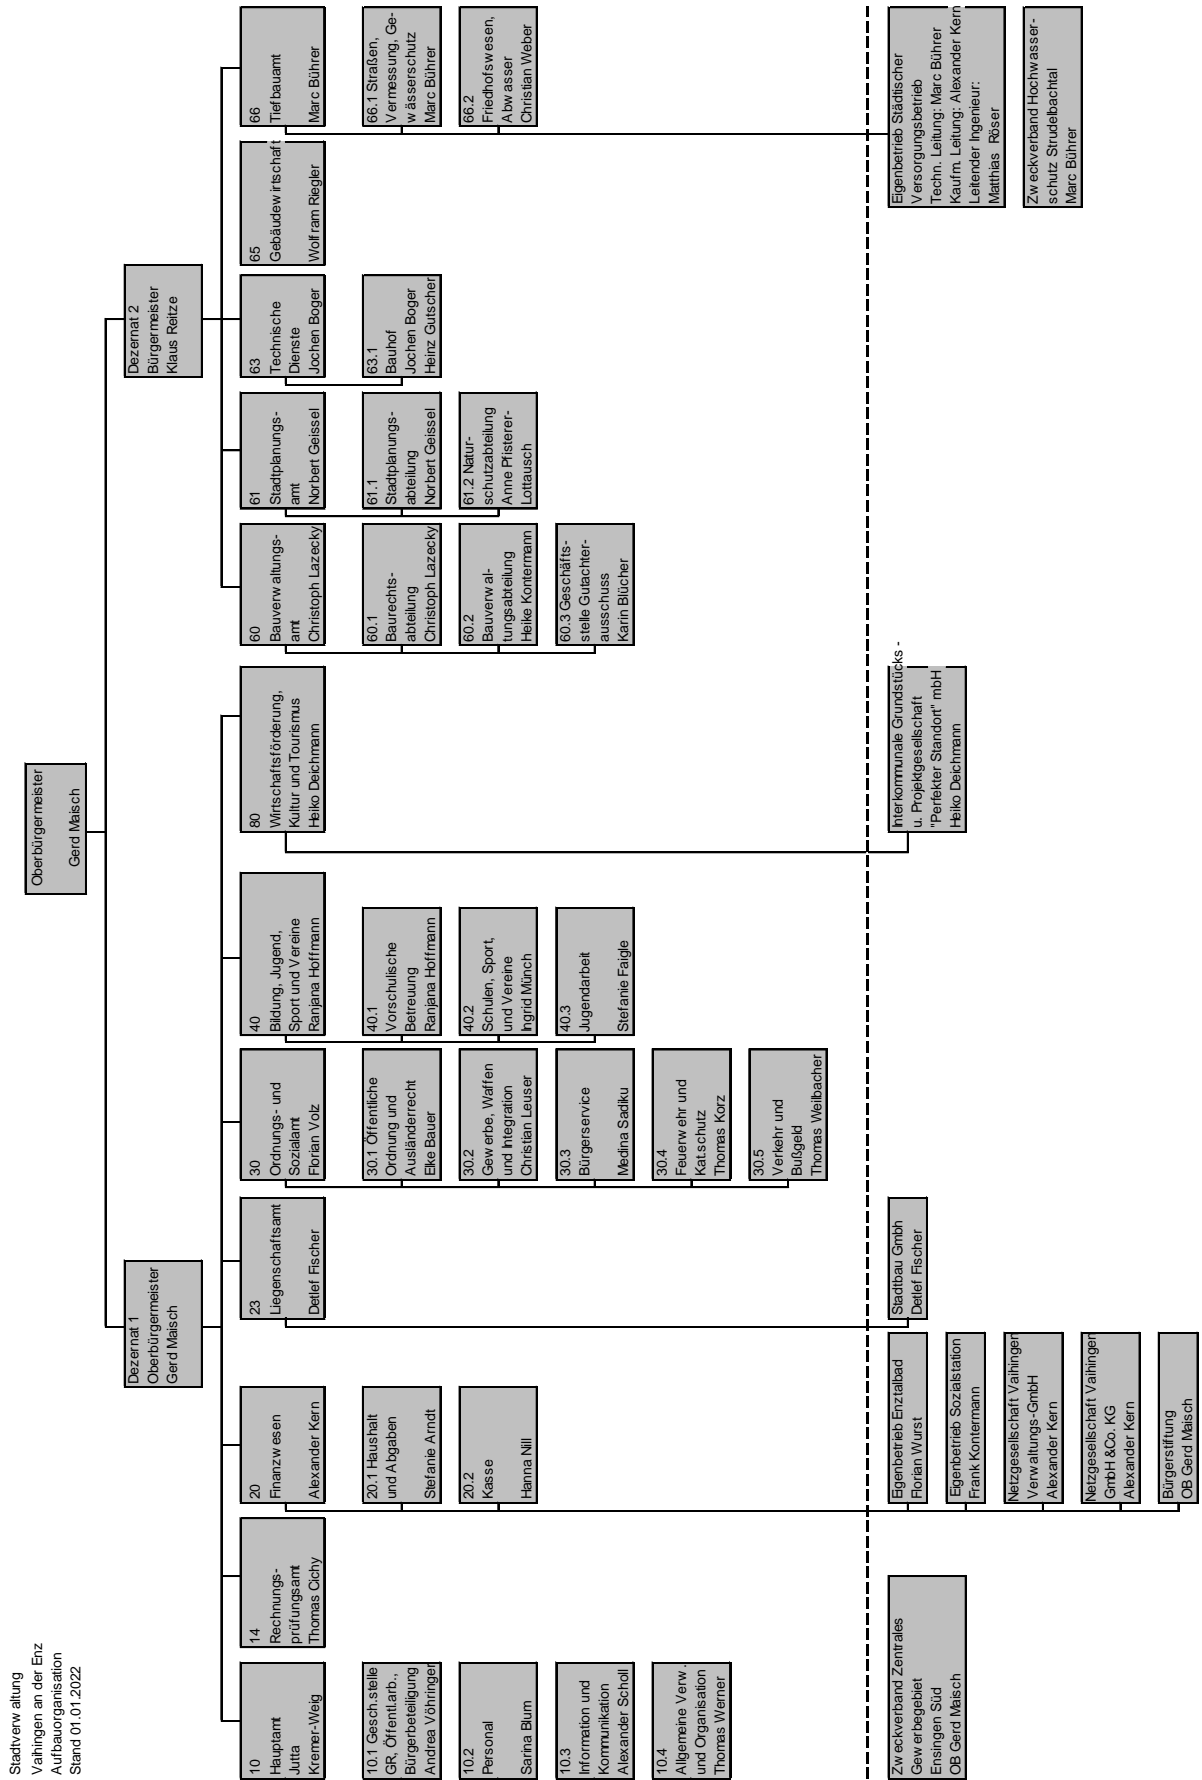 Stadtverwaltung
Vaihingen an der Enz
Aufbauorganisation
Stand 01.01.2022
Oberbürgermeister
Gerd Maisch
Dezernat 1
Oberbürgermeister
Gerd Maisch
Dezernat 2
Bürgermeister
Klaus Reitze
10
Hauptamt
Jutta
Kremer-Weig
14
Rechnungs-
prüfungsamt
Thomas Cichy
20
Finanzwesen
Alexander Kern
23
Liegenschaftsamt
Detlef Fischer
30
Ordnungs- und
Sozialamt
Florian Volz
40
Bildung, Jugend,
Sport und Vereine
Ranjana Hoffmann
80
Wirtschaftsförderung,
Kultur und Tourismus
Heiko Deichmann
60
Bauverwaltungs-
amt
Christoph Lazecky
61
Stadtplanungs-
amt
Norbert Geissel
63
Technische
Dienste
Jochen Boger
65
Gebäudewirtschaft
Wolfram Riegler
66
Tiefbauamt
Marc Bührer
10.1 Gesch.stelle
GR, Öffentl.arb.,
Bürgerbeteiligung
Andrea Vöhringer
10.2
Personal
Sarina Blum
10.3
Information und
Kommunikation
Alexander Scholl
10.4
Allgemeine Verw.
und Organisation
Thomas Werner
20.1 Haushalt
und Abgaben
Stefanie Arndt
20.2
Kasse
Hanna Nill
30.1 Öffentliche
Ordnung und
Ausländerrecht
Elke Bauer
30.2
Gewerbe, Waffen
und Integration
Christian Leuser
30.3
Bürgerservice
Medina Sadiku
30.4
Feuerwehr und
Kat.schutz
Thomas Korz
30.5
Verkehr und
Bußgeld
Thomas Weilbacher
40.1
Vorschulische
Betreuung
Ranjana Hoffmann
40.2
Schulen, Sport,
und Vereine
Ingrid Münch
40.3
Jugendarbeit
Stefanie Faigle
60.1
Baurechts-
abteilung
Christoph Lazecky
60.2
Bauverwal-
tungsabteilung
Heike Kontermann
60.3 Geschäfts-
stelle Gutachter-
ausschuss
Karin Blücher
61.1
Stadtplanungs-
abteilung
Norbert Geissel
61.2 Natur-
schutzabteilung
Anne Pfisterer-
Lottausch
63.1
Bauhof
Jochen Boger
Heinz Gutscher
66.1 Straßen,
Vermessung, Ge-
wässerschutz
Marc Bührer
66.2
Friedhofswesen,
Abwasser
Christian Weber
Zweckverband Zentrales
Gewerbegebiet
Ensingen Süd
OB Gerd Maisch
Eigenbetrieb Enztalbad
Florian Wurst
Eigenbetrieb Sozialstation
Frank Kontermann
Netzgesellschaft Vaihingen
Verwaltungs-GmbH
Alexander Kern
Netzgesellschaft Vaihingen
GmbH &Co. KG
Alexander Kern
Bürgerstiftung
OB Gerd Maisch
Stadtbau Gmbh
Detlef Fischer
Interkommunale Grundstücks -
u. Projektgesellschaft
"Perfekter Standort" mbH
Heiko Deichmann
Eigenbetrieb Städtischer
Versorgungsbetrieb
Techn. Leitung: Marc Bührer
Kaufm. Leitung: Alexander Kern
Leitender Ingenieur:
Matthias Röser
Zweckverband Hochwasser-
schutz Strudelbachtal
Marc Bührer